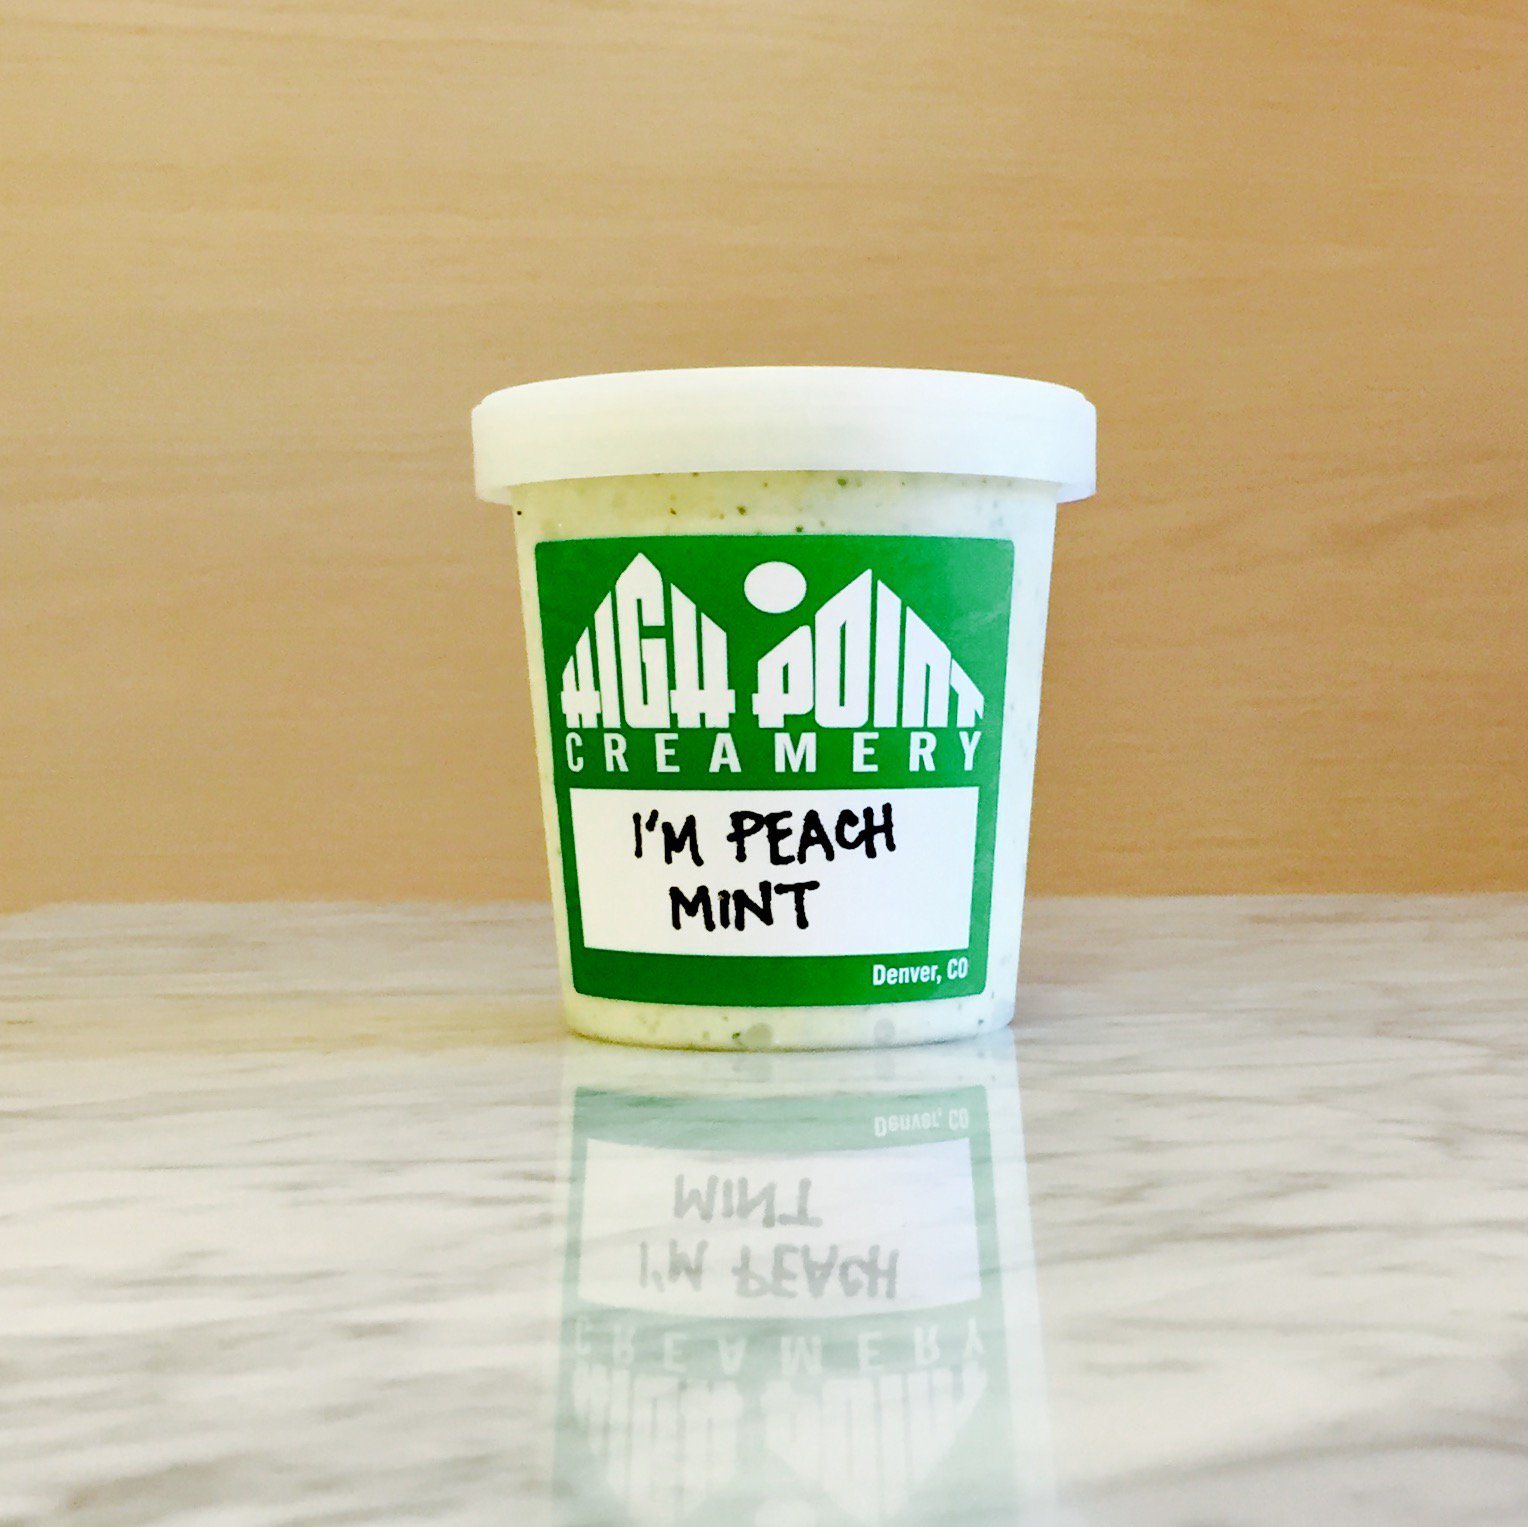 HIGH POINT
CREAMERY
I'M PEACH
MINT
Denver, CO